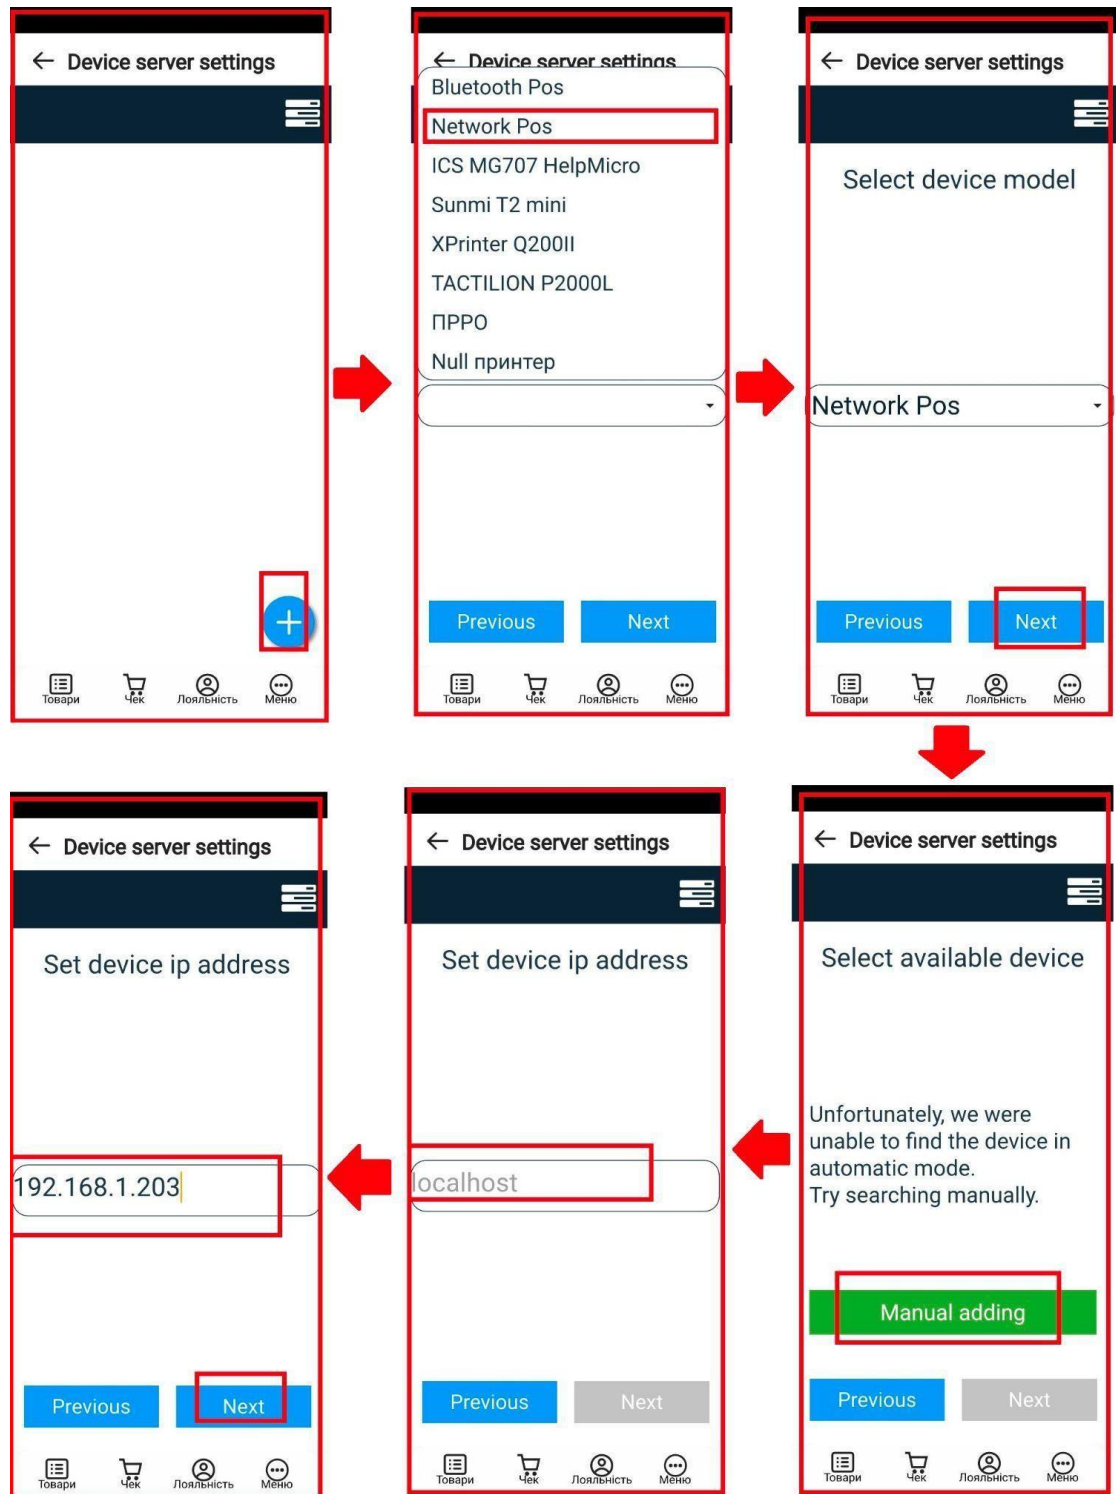 Device server settings
Товари
Чек
Лояльність
Меню
Device server settings
Bluetooth Pos
Network Pos
ICS MG707 HelpMicro
Sunmi T2 mini
XPrinter Q200II
TACTILION P2000L
ПРРО
Null принтер
Previous
Next
Товари
Чек
Лояльність
Меню
Device server settings
Select device model
Network Pos
Previous
Next
Товари
Чек
Лояльність
Меню
Device server settings
Select available device
Unfortunately, we were
unable to find the device in
automatic mode.
Try searching manually.
Manual adding
Previous
Next
Товари
Чек
Лояльність
Меню
Device server settings
Set device ip address
localhost
Previous
Next
Товари
Чек
Лояльність
Меню
Device server settings
Set device ip address
192.168.1.203
Previous
Next
Товари
Чек
Лояльність
Меню